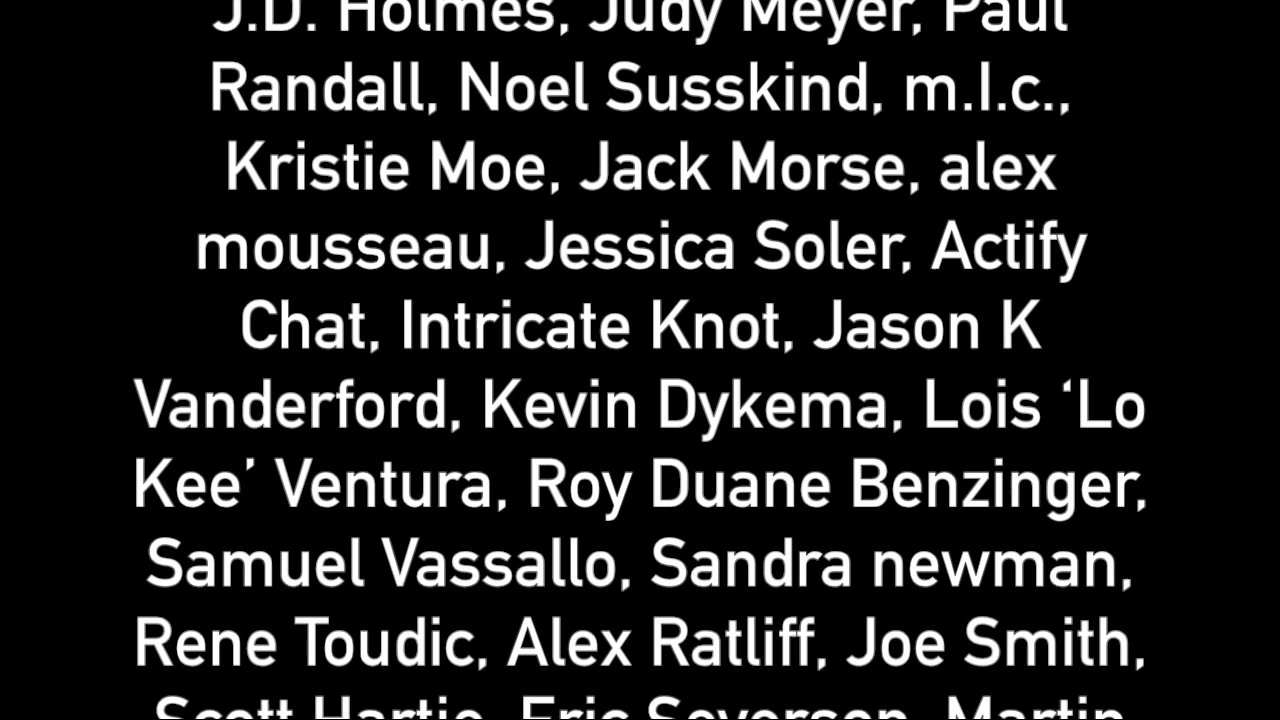 J.D. Holmes, Judy Meyer, Paul
Randall, Noel Susskind, m.I.c.,
Kristie Moe, Jack Morse, alex
mousseau, Jessica Soler, Actify
Chat, Intricate Knot, Jason K
Vanderford, Kevin Dykema, Lois ‘Lo
Kee’ Ventura, Roy Duane Benzinger,
Samuel Vassallo, Sandra newman,
Rene Toudic, Alex Ratliff, Joe Smith,
Scott Eric Martin